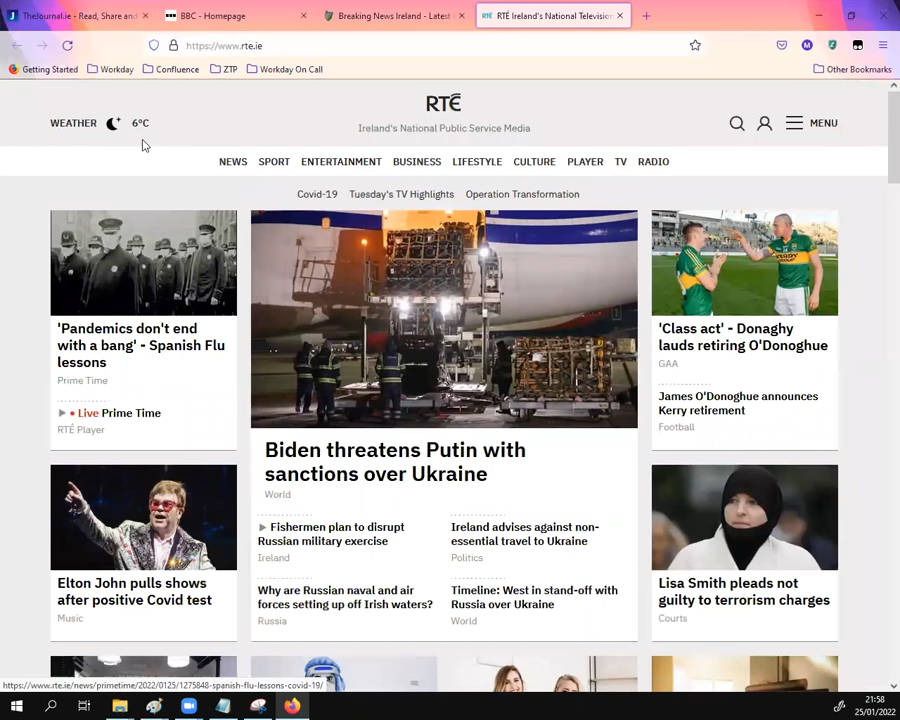 TheJournal.ie - Read, Share and
BBC - Homepage
Breaking News Ireland - Latest
RTÉ Ireland's National Television
https://www.rte.ie
Getting Started
Workday
Confluence
ZTP
Workday On Call
Other Bookmarks
WEATHER 6°C
RTÉ
Ireland's National Public Service Media
MENU
NEWS SPORT ENTERTAINMENT BUSINESS LIFESTYLE CULTURE PLAYER TV RADIO
Covid-19 Tuesday's TV Highlights Operation Transformation
'Pandemics don't end
with a bang' - Spanish Flu
lessons
Prime Time
Live Prime Time
RTÉ Player
Elton John pulls shows
after positive Covid test
Music
Biden threatens Putin with
sanctions over Ukraine
World
Fishermen plan to disrupt
Russian military exercise
Ireland
Ireland advises against non-
essential travel to Ukraine
Politics
Why are Russian naval and air
forces setting up off Irish waters?
Russia
Timeline: West in stand-off with
Russia over Ukraine
World
'Class act' - Donaghy
lauds retiring O'Donoghue
GAA
James O'Donoghue announces
Kerry retirement
Football
Lisa Smith pleads not
guilty to terrorism charges
Courts
https://www.rte.ie/news/primetime/2022/0125/1275848-spanish-flu-lessons-covid-19/
21:58
25/01/2022